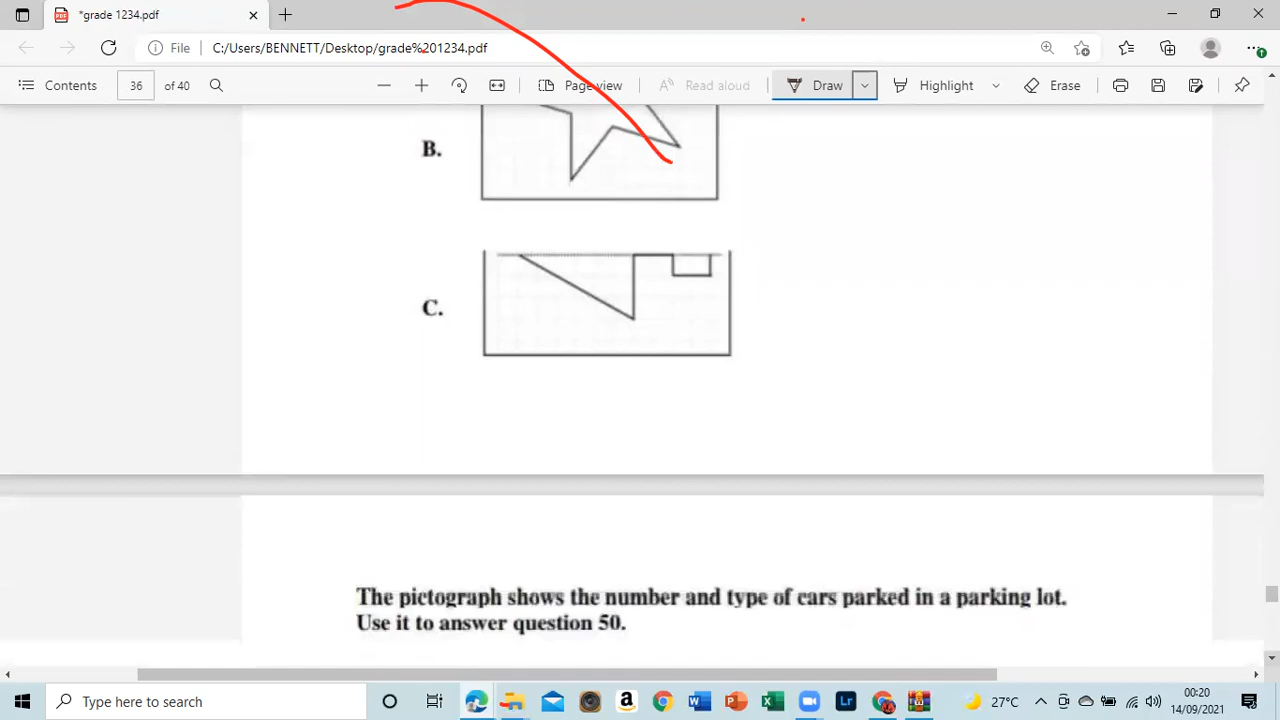 *grade 1234.pdf
File
C:/Users/BENNETT/Desktop/grade%201234.pdf
Contents
36
of 40
Page view
Read aloud
Draw
Highlight
Erase
B.
C.
The pictograph shows the number and type of cars parked in a parking lot.
Use it to answer question 50.
Type here to search
27°C
00:20
14/09/2021